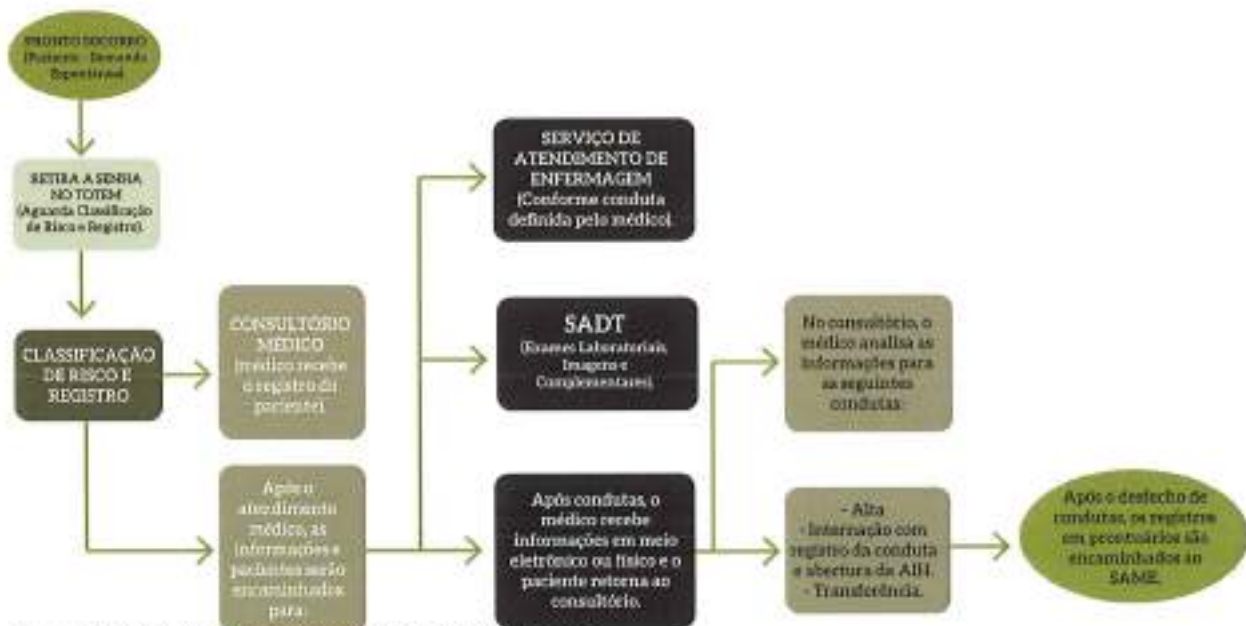 PRONTO SOCORRO
(Paciente - Demanda
Espontânea)
RETIRA A SENHA
NO TOTEM
(Aguarda Classificação
de Risco e Registro).
CLASSIFICAÇÃO
DE RISCO E
REGISTRO
CONSULTÓRIO
MÉDICO
(médico recebe
o registro do
paciente)
Após o
atendimento
médico, as
informações e
pacientes serão
encaminhados
para:
SERVIÇO DE
ATENDIMENTO DE
ENFERMAGEM
(Conforme conduta
definida pelo médico).
SADT
(Exames Laboratoriais,
Imagens e
Complementares).
Após condutas, o
médico recebe
informações em meio
eletrônico ou físico e o
paciente retorna ao
consultório.
No consultório, o
médico analisa as
informações para
as seguintes
condutas:
- Alta
- Internação com
registro da conduta
e abertura da AIH.
- Transferência.
Após o desfecho de
condutas, os registros
em prontuários são
encaminhados ao
SAME.